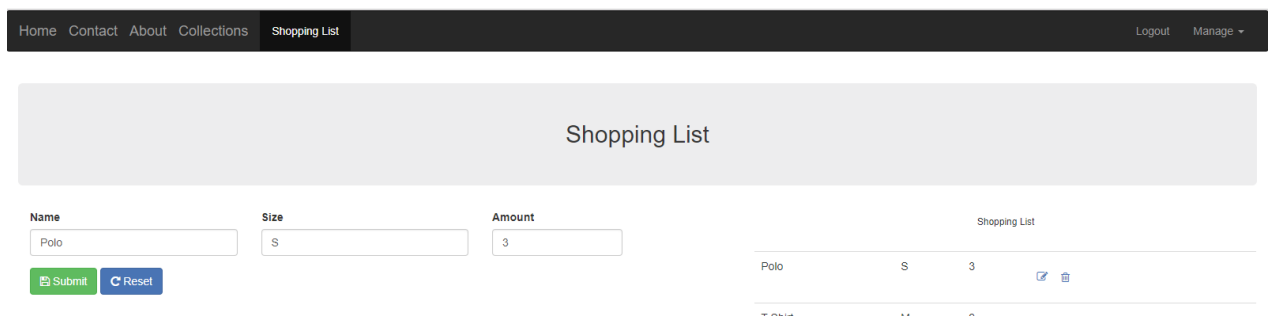 Home Contact About Collections Shopping List Logout Manage
Shopping List
Name Size Amount
Polo S 3
Submit Reset
Shopping List
Polo S 3